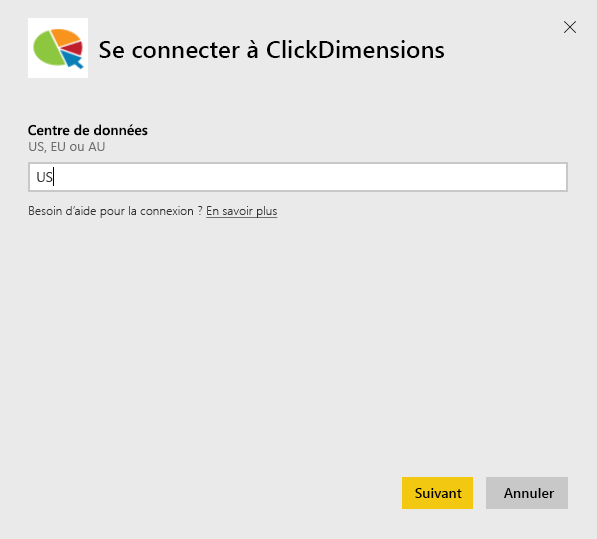 Se connecter à ClickDimensions
Centre de données
US, EU ou AU
US
Besoin d’aide pour la connexion ? En savoir plus
Suivant
Annuler